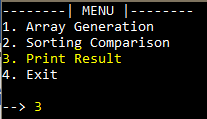 --------| MENU |--------
1. Array Generation
2. Sorting Comparison
3. Print Result
4. Exit
--> 3